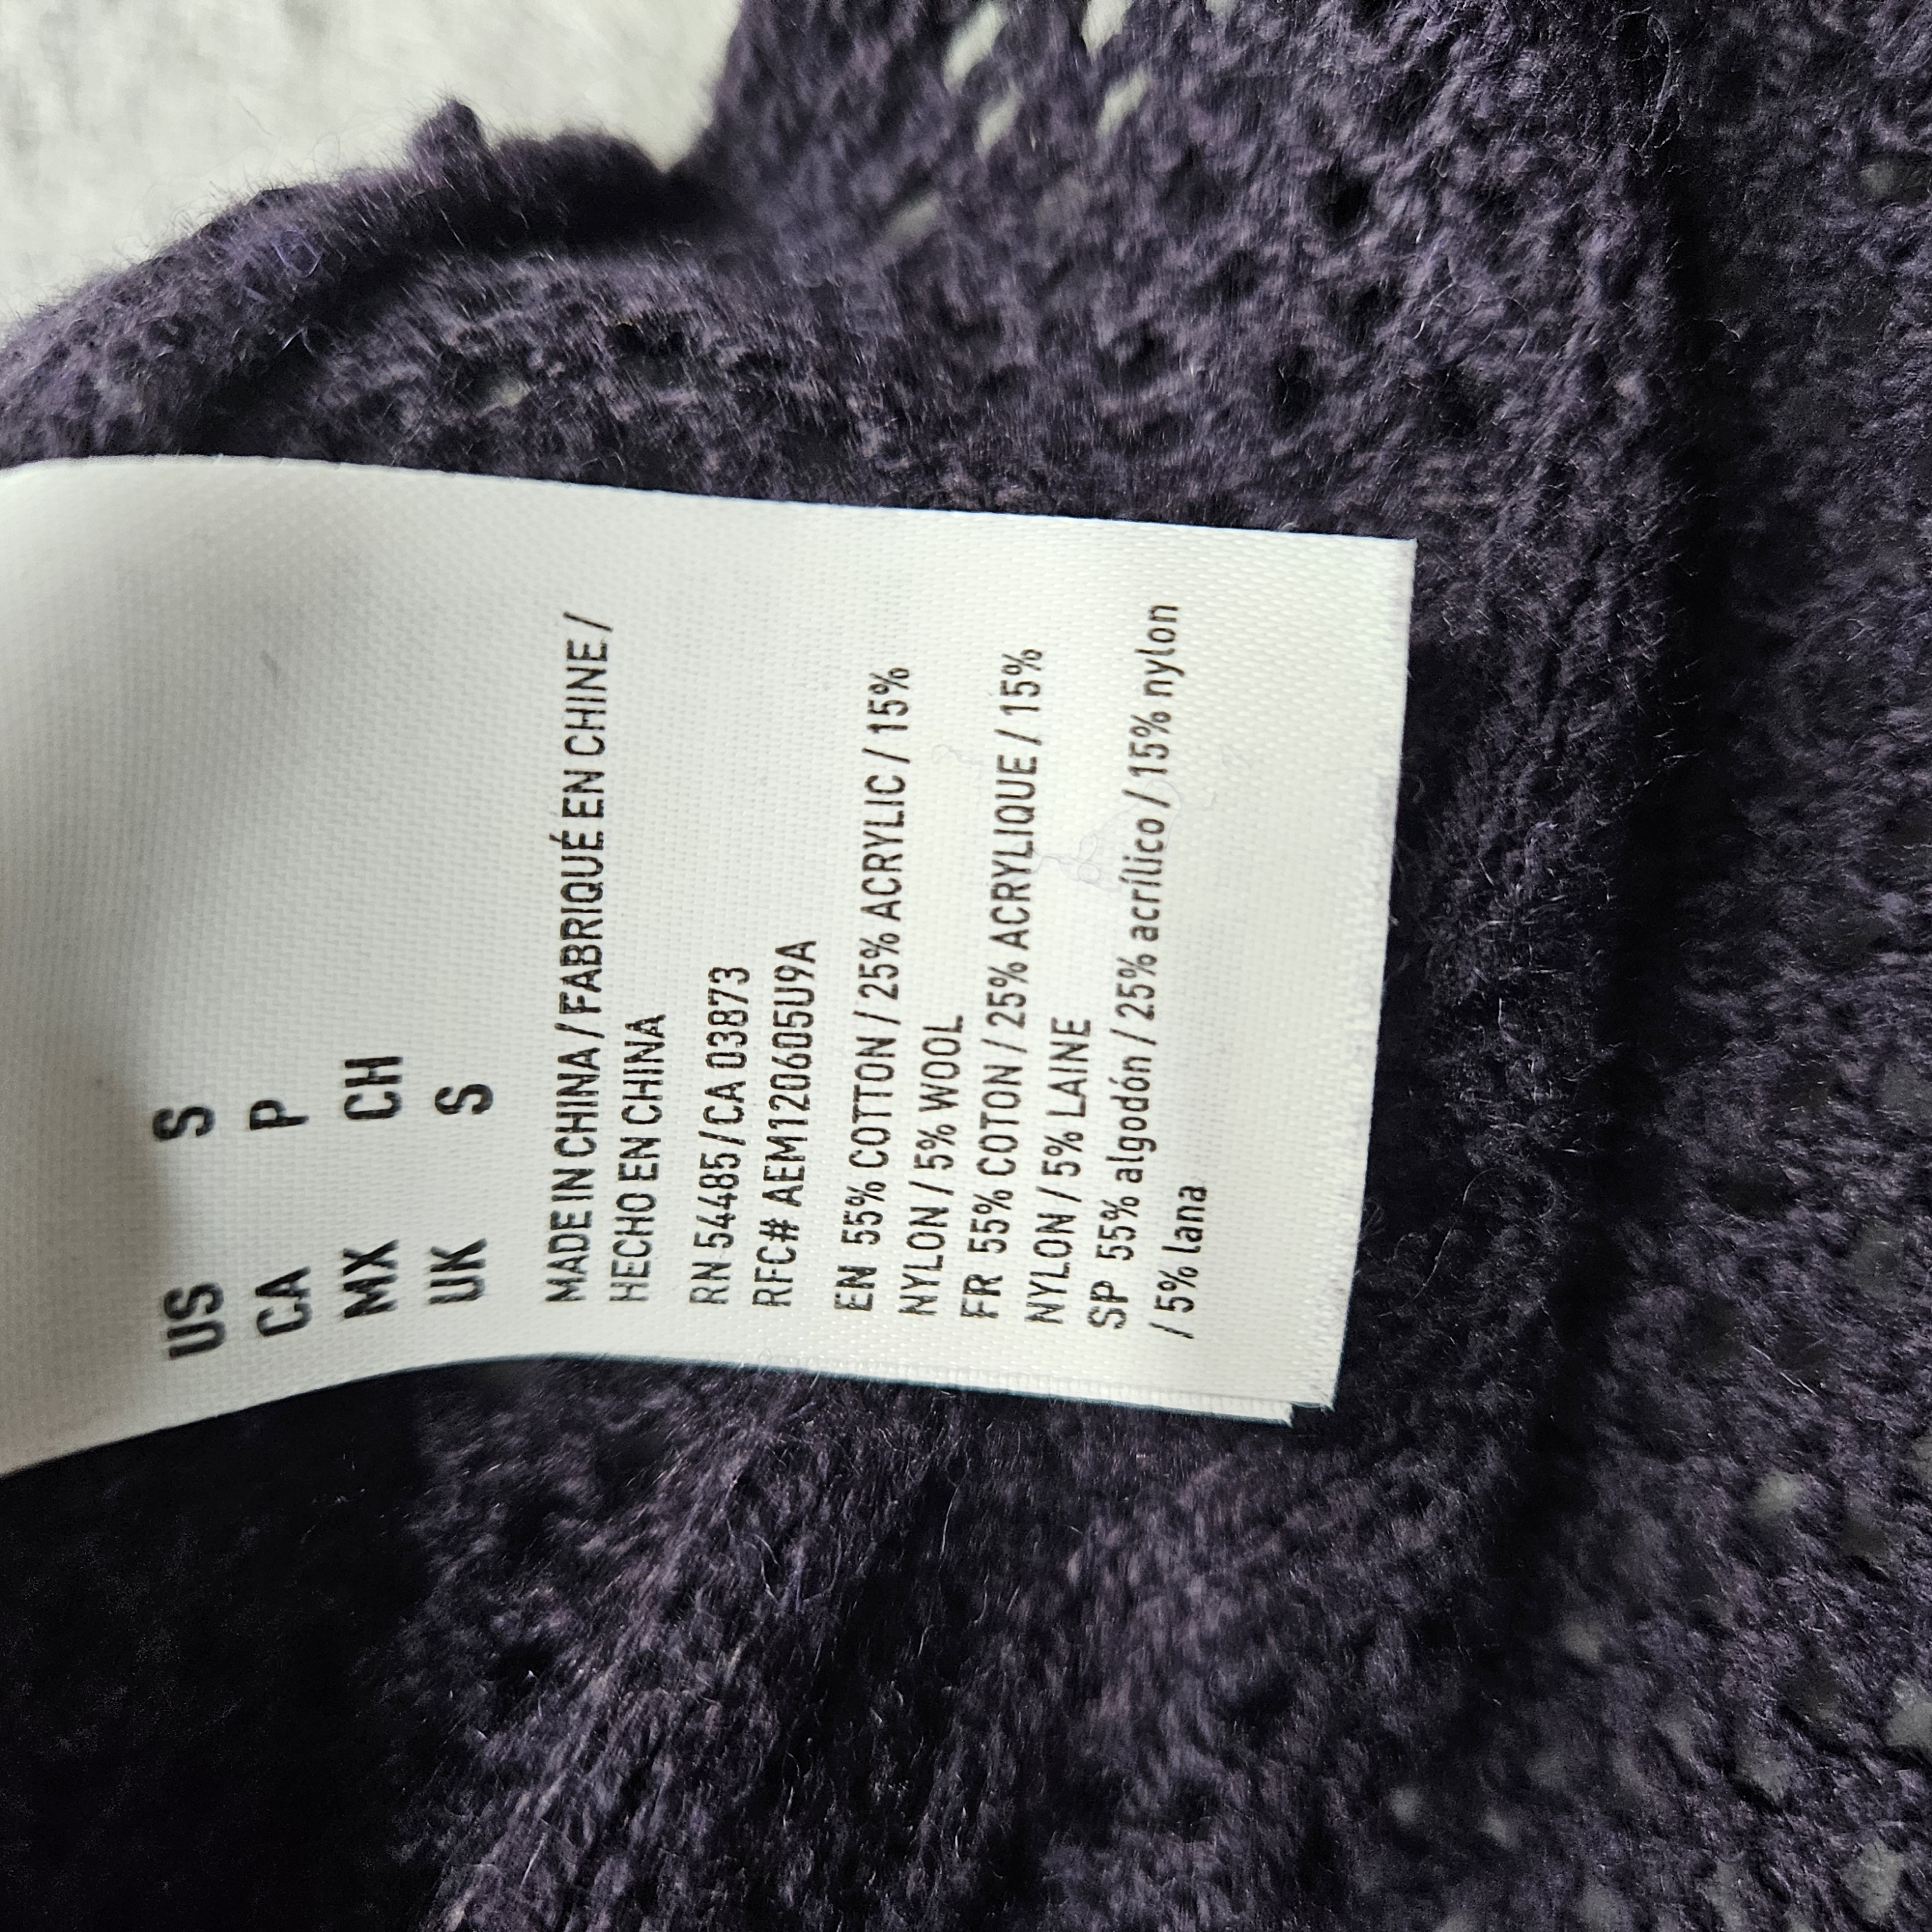 US S
CA P
MX CH
UK S
MADE IN CHINA / FABRIQUÉ EN CHINE /
HECHO EN CHINA
RN 54485 / CA 03873
RFC# AEM120605U9A
EN 55% COTTON / 25% ACRYLIC / 15%
NYLON / 5% WOOL
FR 55% COTON / 25% ACRYLIQUE / 15%
NYLON / 5% LAINE
SP 55% algodón / 25% acrílico / 15% nylon
/ 5% lana